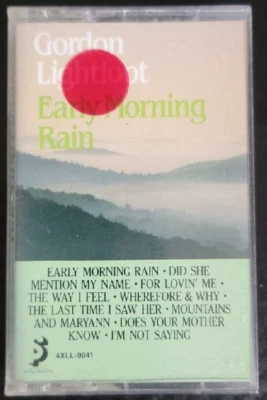 Gordon
Lightfoot
Early Morning
Rain
EARLY MORNING RAIN • DID SHE
MENTION MY NAME • FOR LOVIN' ME •
THE WAY I FEEL • WHEREFORE & WHY •
THE LAST TIME I SAW HER • MOUNTAINS
AND MARYANN • DOES YOUR MOTHER
KNOW • I'M NOT SAYING
4XLL-9041